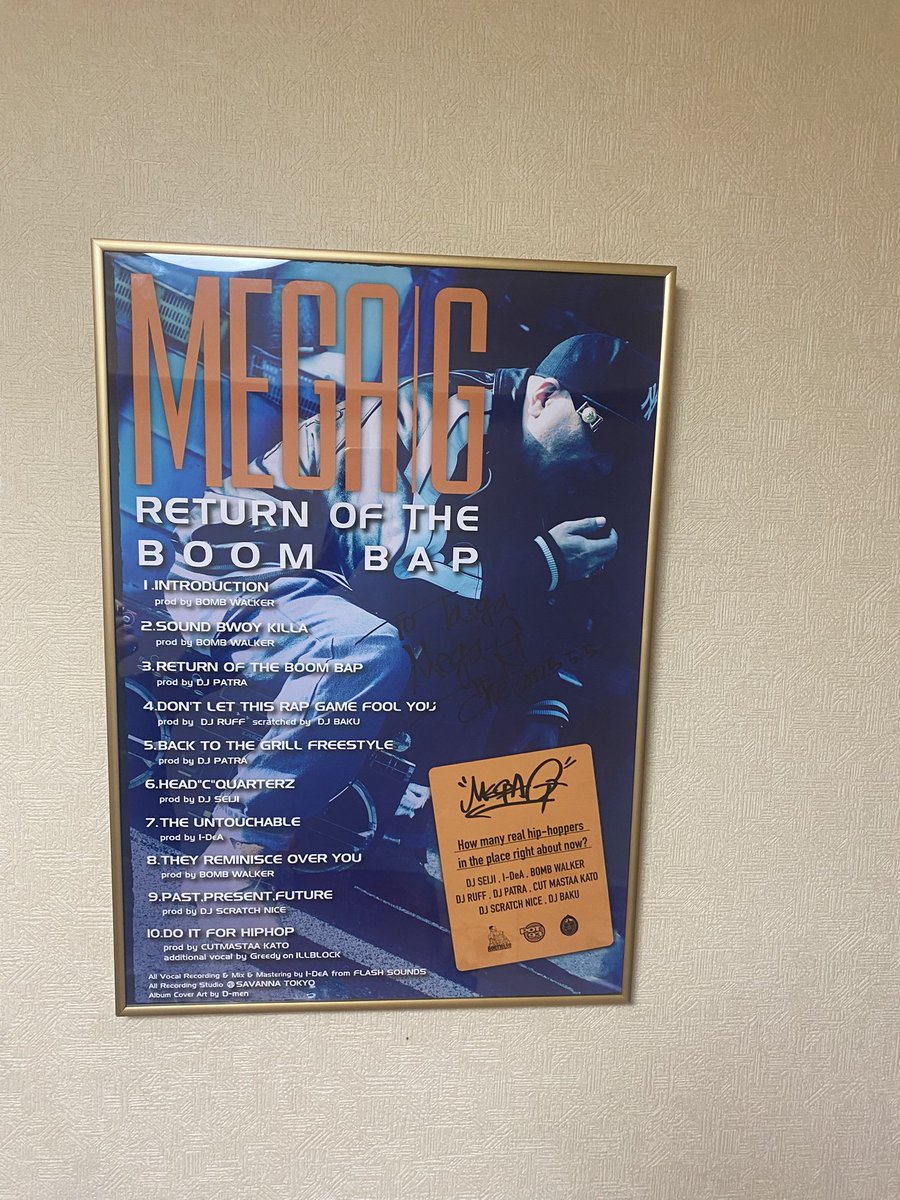 MEGA|G
RETURN OF THE
BOOM BAP
1.INTRODUCTION
prod by BOMB WALKER
2.SOUND BWOY KILLA
prod by BOMB WALKER
3.RETURN OF THE BOOM BAP
prod by DJ PATRA
4.DON'T LET THIS RAP GAME FOOL YOU
prod by DJ RUFF scratched by DJ BAKU
5.BACK TO THE GRILL FREESTYLE
prod by DJ PATRA
6.HEAD"C"QUARTERZ
prod by DJ SEIJI
7.THE UNTOUCHABLE
prod by I-DeA
8.THEY REMINISCE OVER YOU
prod by BOMB WALKER
9.PAST,PRESENT,FUTURE
prod by DJ SCRATCH NICE
10.DO IT FOR HIPHOP
prod by CUTMASTAA KATO
additional vocal by Greedy on ILLBLOCK
All Vocal Recording & Mix & Mastering by I-DeA from FLASH SOUNDS
All Recording Studio @ SAVANNA TOKYO
Album Cover Art by D-men
To Taiga
Mega-G
2025.5.5
"MEGA G"
How many real hip-hoppers
in the place right about now?
DJ SEIJI . I-DeA . BOMB WALKER
DJ RUFF . DJ PATRA . CUT MASTAA KATO
DJ SCRATCH NICE . DJ BAKU